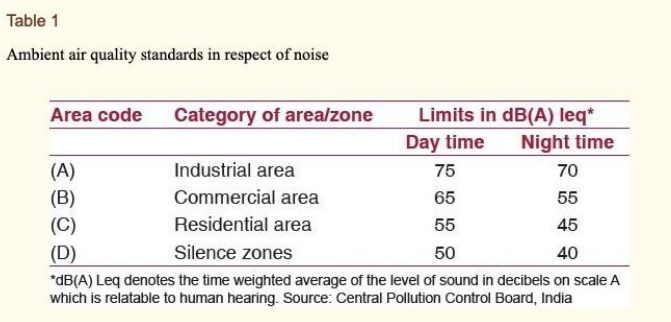 Table 1
Ambient air quality standards in respect of noise
Area code Category of area/zone Limits in dB(A) leq*
Day time Night time
(A) Industrial area 75 70
(B) Commercial area 65 55
(C) Residential area 55 45
(D) Silence zones 50 40
*dB(A) Leq denotes the time weighted average of the level of sound in decibels on scale A
which is relatable to human hearing. Source: Central Pollution Control Board, India